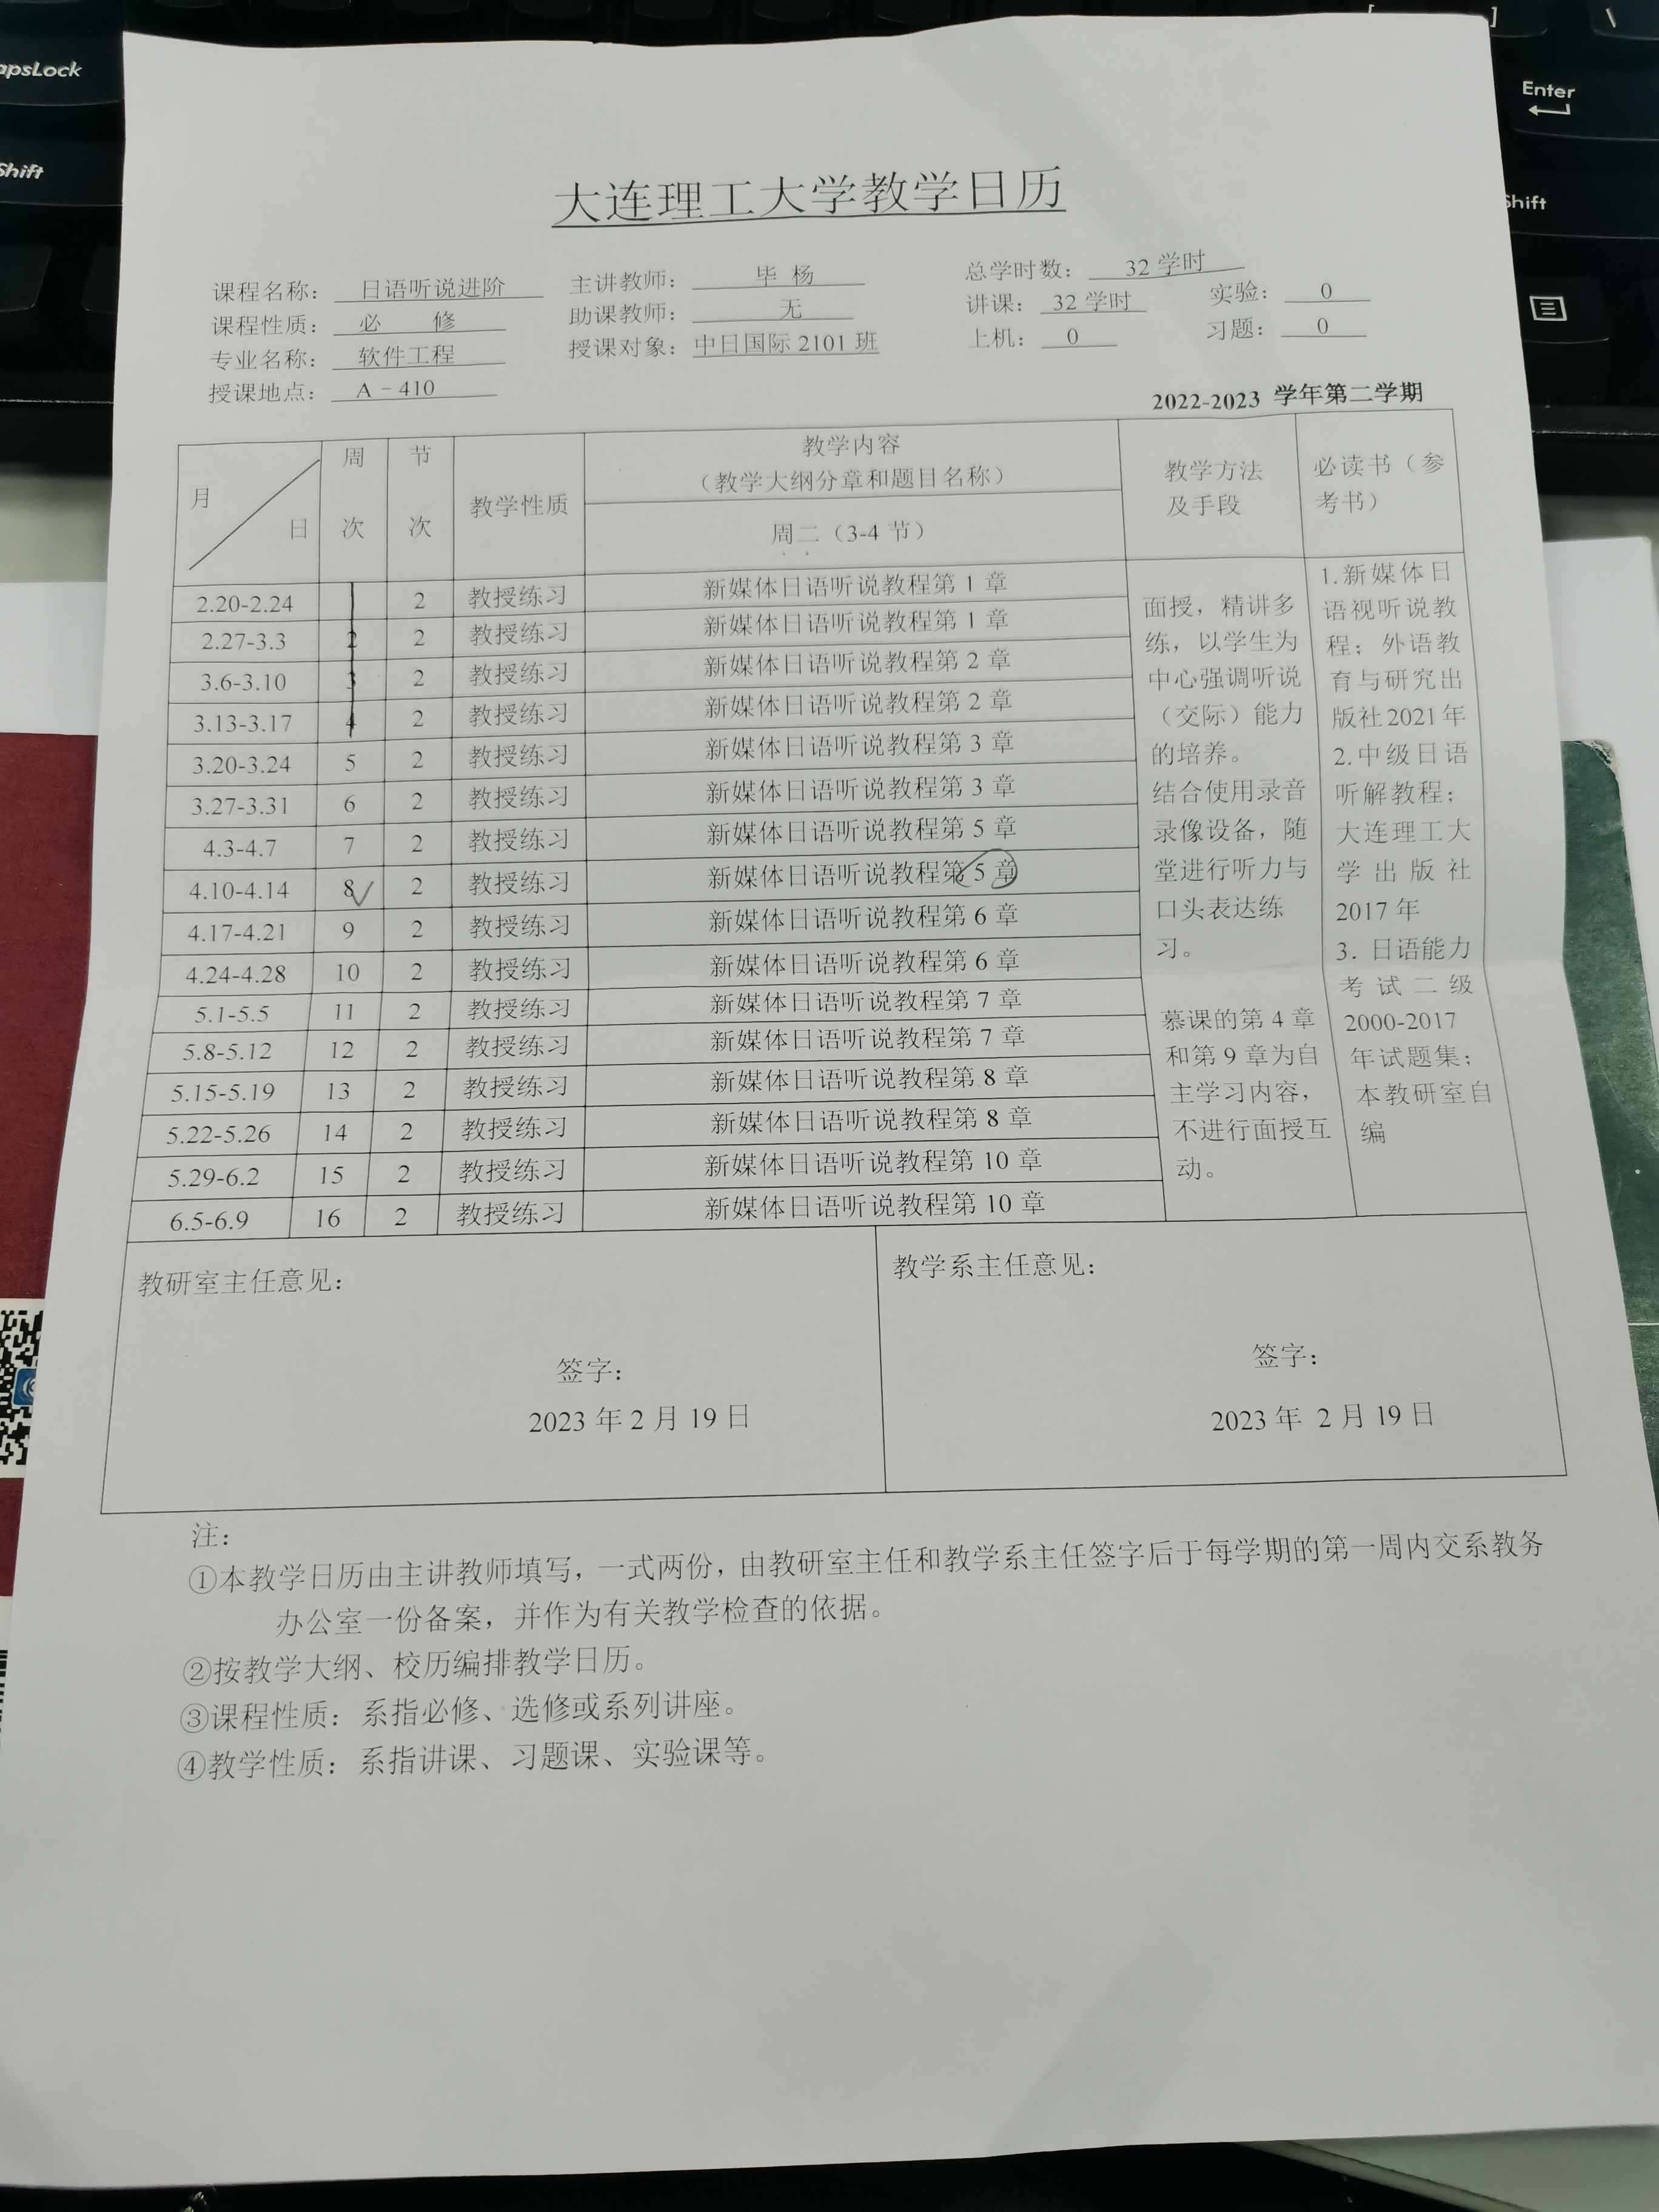 [ ] \
apsLock
Enter
Shift
Shift
大连理工大学教学日历
课程名称： 日语听说进阶 主讲教师： 毕 杨 总学时数： 32 学时
课程性质： 必 修 助课教师： 无 讲课： 32 学时 实验： 0
专业名称： 软件工程 授课对象： 中日国际 2101 班 上机： 0 习题： 0
授课地点： A－410
2022-2023 学年第二学期
月 日 周次 节次 教学性质 教学内容 教学方法及手段 必读书（参考书）
（教学大纲分章和题目名称）
周二（3-4 节）
2.20-2.24 2 教授练习 新媒体日语听说教程第 1 章
2.27-3.3 2 2 教授练习 新媒体日语听说教程第 1 章
3.6-3.10 3 2 教授练习 新媒体日语听说教程第 2 章
3.13-3.17 4 2 教授练习 新媒体日语听说教程第 2 章
3.20-3.24 5 2 教授练习 新媒体日语听说教程第 3 章
3.27-3.31 6 2 教授练习 新媒体日语听说教程第 3 章
4.3-4.7 7 2 教授练习 新媒体日语听说教程第 5 章
4.10-4.14 8 2 教授练习 新媒体日语听说教程第 5 章
4.17-4.21 9 2 教授练习 新媒体日语听说教程第 6 章
4.24-4.28 10 2 教授练习 新媒体日语听说教程第 6 章
5.1-5.5 11 2 教授练习 新媒体日语听说教程第 7 章
5.8-5.12 12 2 教授练习 新媒体日语听说教程第 7 章
5.15-5.19 13 2 教授练习 新媒体日语听说教程第 8 章
5.22-5.26 14 2 教授练习 新媒体日语听说教程第 8 章
5.29-6.2 15 2 教授练习 新媒体日语听说教程第 10 章
6.5-6.9 16 2 教授练习 新媒体日语听说教程第 10 章
面授，精讲多
练，以学生为
中心强调听说
（交际）能力
的培养。
结合使用录音
录像设备，随
堂进行听力与
口头表达练
习。
慕课的第 4 章
和第 9 章为自
主学习内容，
不进行面授互
动。
1.新媒体日
语视听说教
程；外语教
育与研究出
版社 2021 年
2.中级日语
听解教程；
大连理工大
学出版社
2017 年
3. 日语能力
考试二级
2000-2017
年试题集；
本教研室自
编
教研室主任意见： 教学系主任意见：
签字： 签字：
2023 年 2 月 19 日 2023 年 2 月 19 日
注：
①本教学日历由主讲教师填写，一式两份，由教研室主任和教学系主任签字后于每学期的第一周内交系教务
办公室一份备案，并作为有关教学检查的依据。
②按教学大纲、校历编排教学日历。
③课程性质：系指必修、选修或系列讲座。
④教学性质：系指讲课、习题课、实验课等。